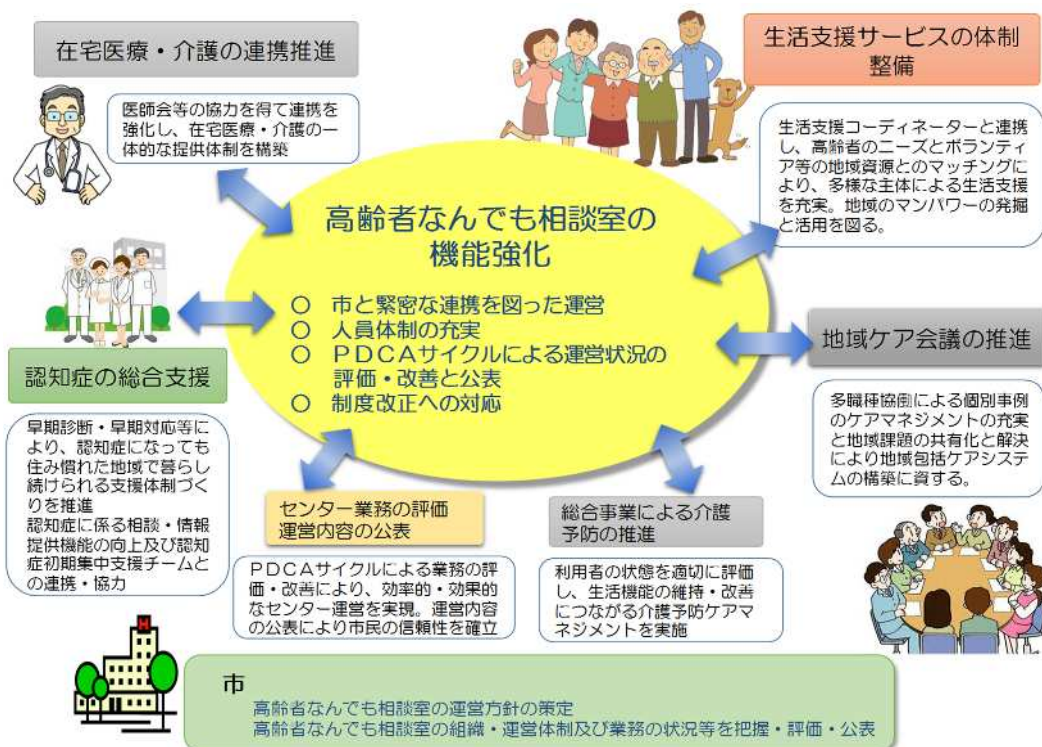 在宅医療・介護の連携推進
医師会等の協力を得て連携を
強化し、在宅医療・介護の一
体的な提供体制を構築
生活支援サービスの体制
整備
生活支援コーディネーターと連携
し、高齢者のニーズとボランティ
ア等の地域資源とのマッチングに
より、多様な主体による生活支援
を充実。地域のマンパワーの発掘
と活用を図る。
高齢者なんでも相談室の
機能強化
○ 市と緊密な連携を図った運営
○ 人員体制の充実
○ PDCAサイクルによる運営状況の
評価・改善と公表
○ 制度改正への対応
認知症の総合支援
早期診断・早期対応等に
より、認知症になっても
住み慣れた地域で暮らし
続けられる支援体制づく
りを推進
認知症に係る相談・情報
提供機能の向上及び認知
症初期集中支援チームと
の連携・協力
地域ケア会議の推進
多職種協働による個別事例
のケアマネジメントの充実
と地域課題の共有化と解決
により地域包括ケアシステ
ムの構築に資する。
センター業務の評価
運営内容の公表
PDCAサイクルによる業務の評
価・改善により、効率的・効果的
なセンター運営を実現。運営内容
の公表により市民の信頼性を確立
総合事業による介護
予防の推進
利用者の状態を適切に評価
し、生活機能の維持・改善
につながる介護予防ケアマ
ネジメントを実施
H
市
高齢者なんでも相談室の運営方針の策定
高齢者なんでも相談室の組織・運営体制及び業務の状況等を把握・評価・公表